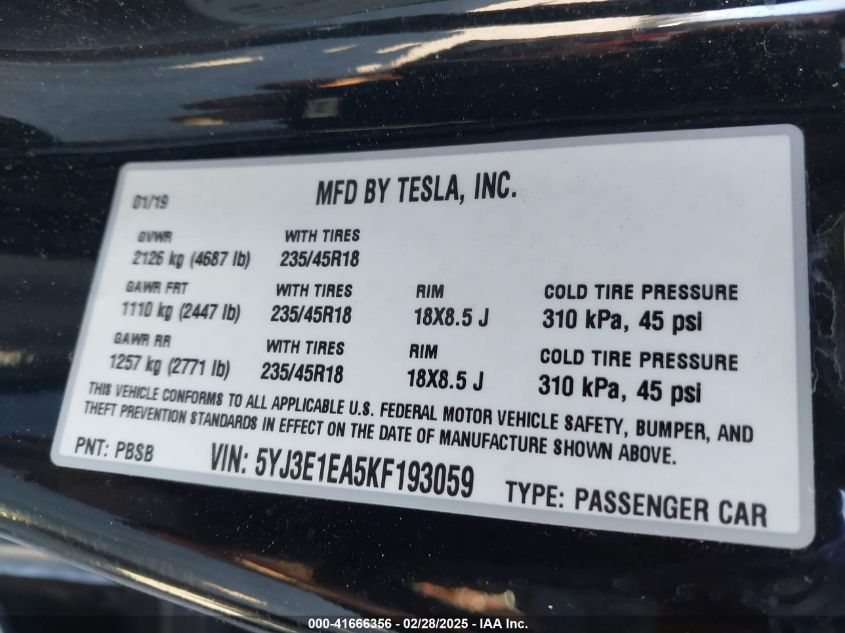 01/19
MFD BY TESLA, INC.
GVWR
2126 kg (4687 lb)
WITH TIRES
235/45R18
GAWR FRT
1110 kg (2447 lb)
WITH TIRES
235/45R18
RIM
18X8.5 J
COLD TIRE PRESSURE
310 kPa, 45 psi
GAWR RR
1257 kg (2771 lb)
WITH TIRES
235/45R18
RIM
18X8.5 J
COLD TIRE PRESSURE
310 kPa, 45 psi
THIS VEHICLE CONFORMS TO ALL APPLICABLE U.S. FEDERAL MOTOR VEHICLE SAFETY, BUMPER, AND
THEFT PREVENTION STANDARDS IN EFFECT ON THE DATE OF MANUFACTURE SHOWN ABOVE.
PNT: PBSB
VIN: 5YJ3E1EA5KF193059
TYPE: PASSENGER CAR
000-41666356 - 02/28/2025 - IAA Inc.